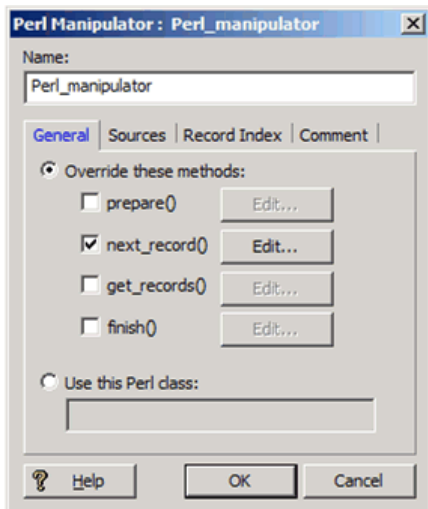 Perl Manipulator : Perl_manipulator
Name:
Perl_manipulator
General Sources Record Index Comment
Override these methods:
prepare() Edit...
next_record() Edit...
get_records() Edit...
finish() Edit...
Use this Perl class:
Help OK Cancel